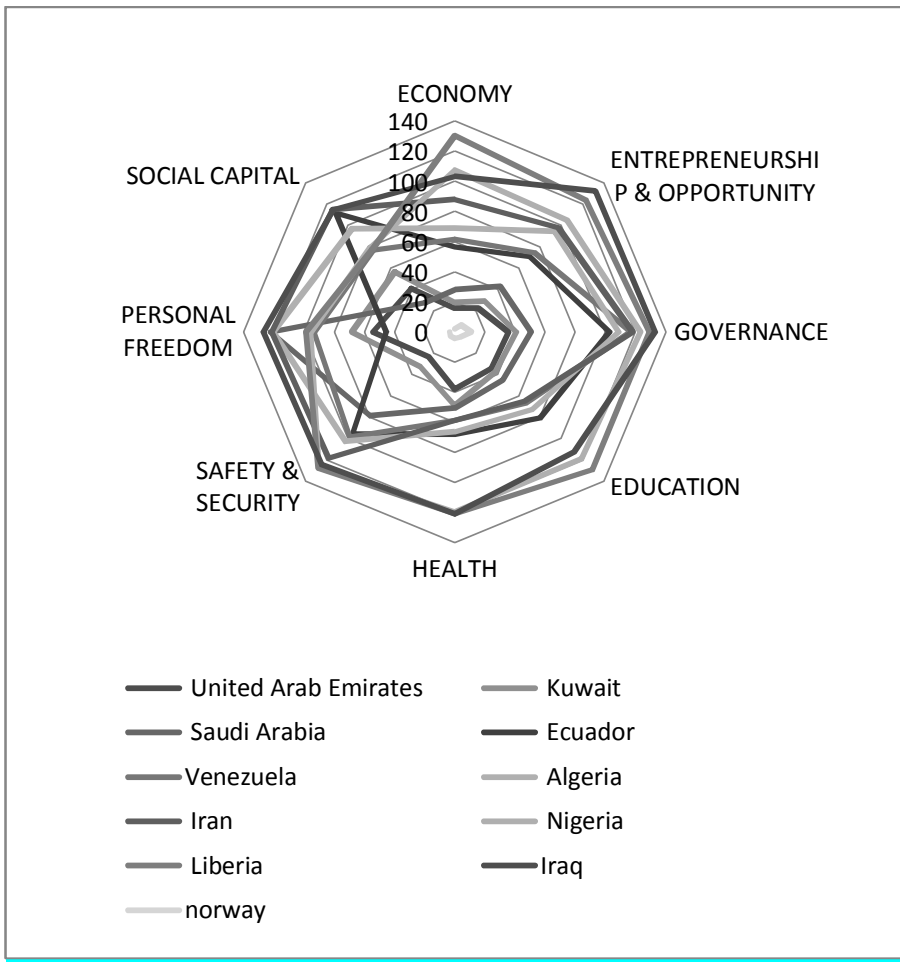 ECONOMY
140
120
100
80
60
40
20
0
ENTREPRENEURSHI
P & OPPORTUNITY
GOVERNANCE
EDUCATION
HEALTH
SAFETY &
SECURITY
PERSONAL
FREEDOM
SOCIAL CAPITAL
United Arab Emirates
Kuwait
Saudi Arabia
Ecuador
Venezuela
Algeria
Iran
Nigeria
Liberia
Iraq
norway